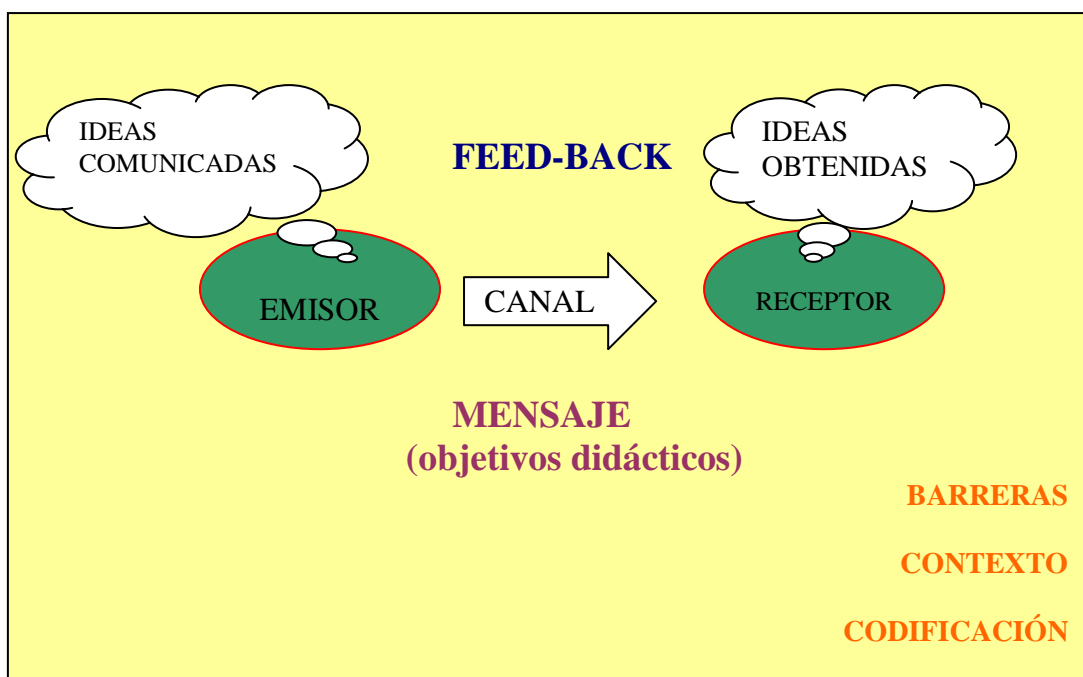 IDEAS
COMUNICADAS
FEED-BACK
IDEAS
OBTENIDAS
EMISOR
CANAL
RECEPTOR
MENSAJE
(objetivos didácticos)
BARRERAS
CONTEXTO
CODIFICACIÓN